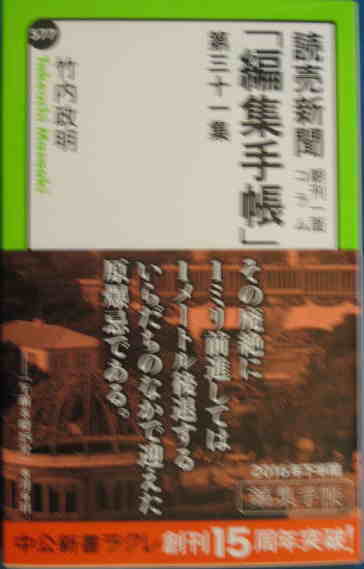 577
読売新聞
朝刊一面
コラム
「編集手帳」
第三十一集
竹内政明
Takeuchi Masaaki
その廃絶に
1ミリ前進しては
1メートル後退する
いらだちのなかで迎えた
原爆忌である。
2016年下半期
編集手帳
中公新書ラクレ 創刊15周年突破!